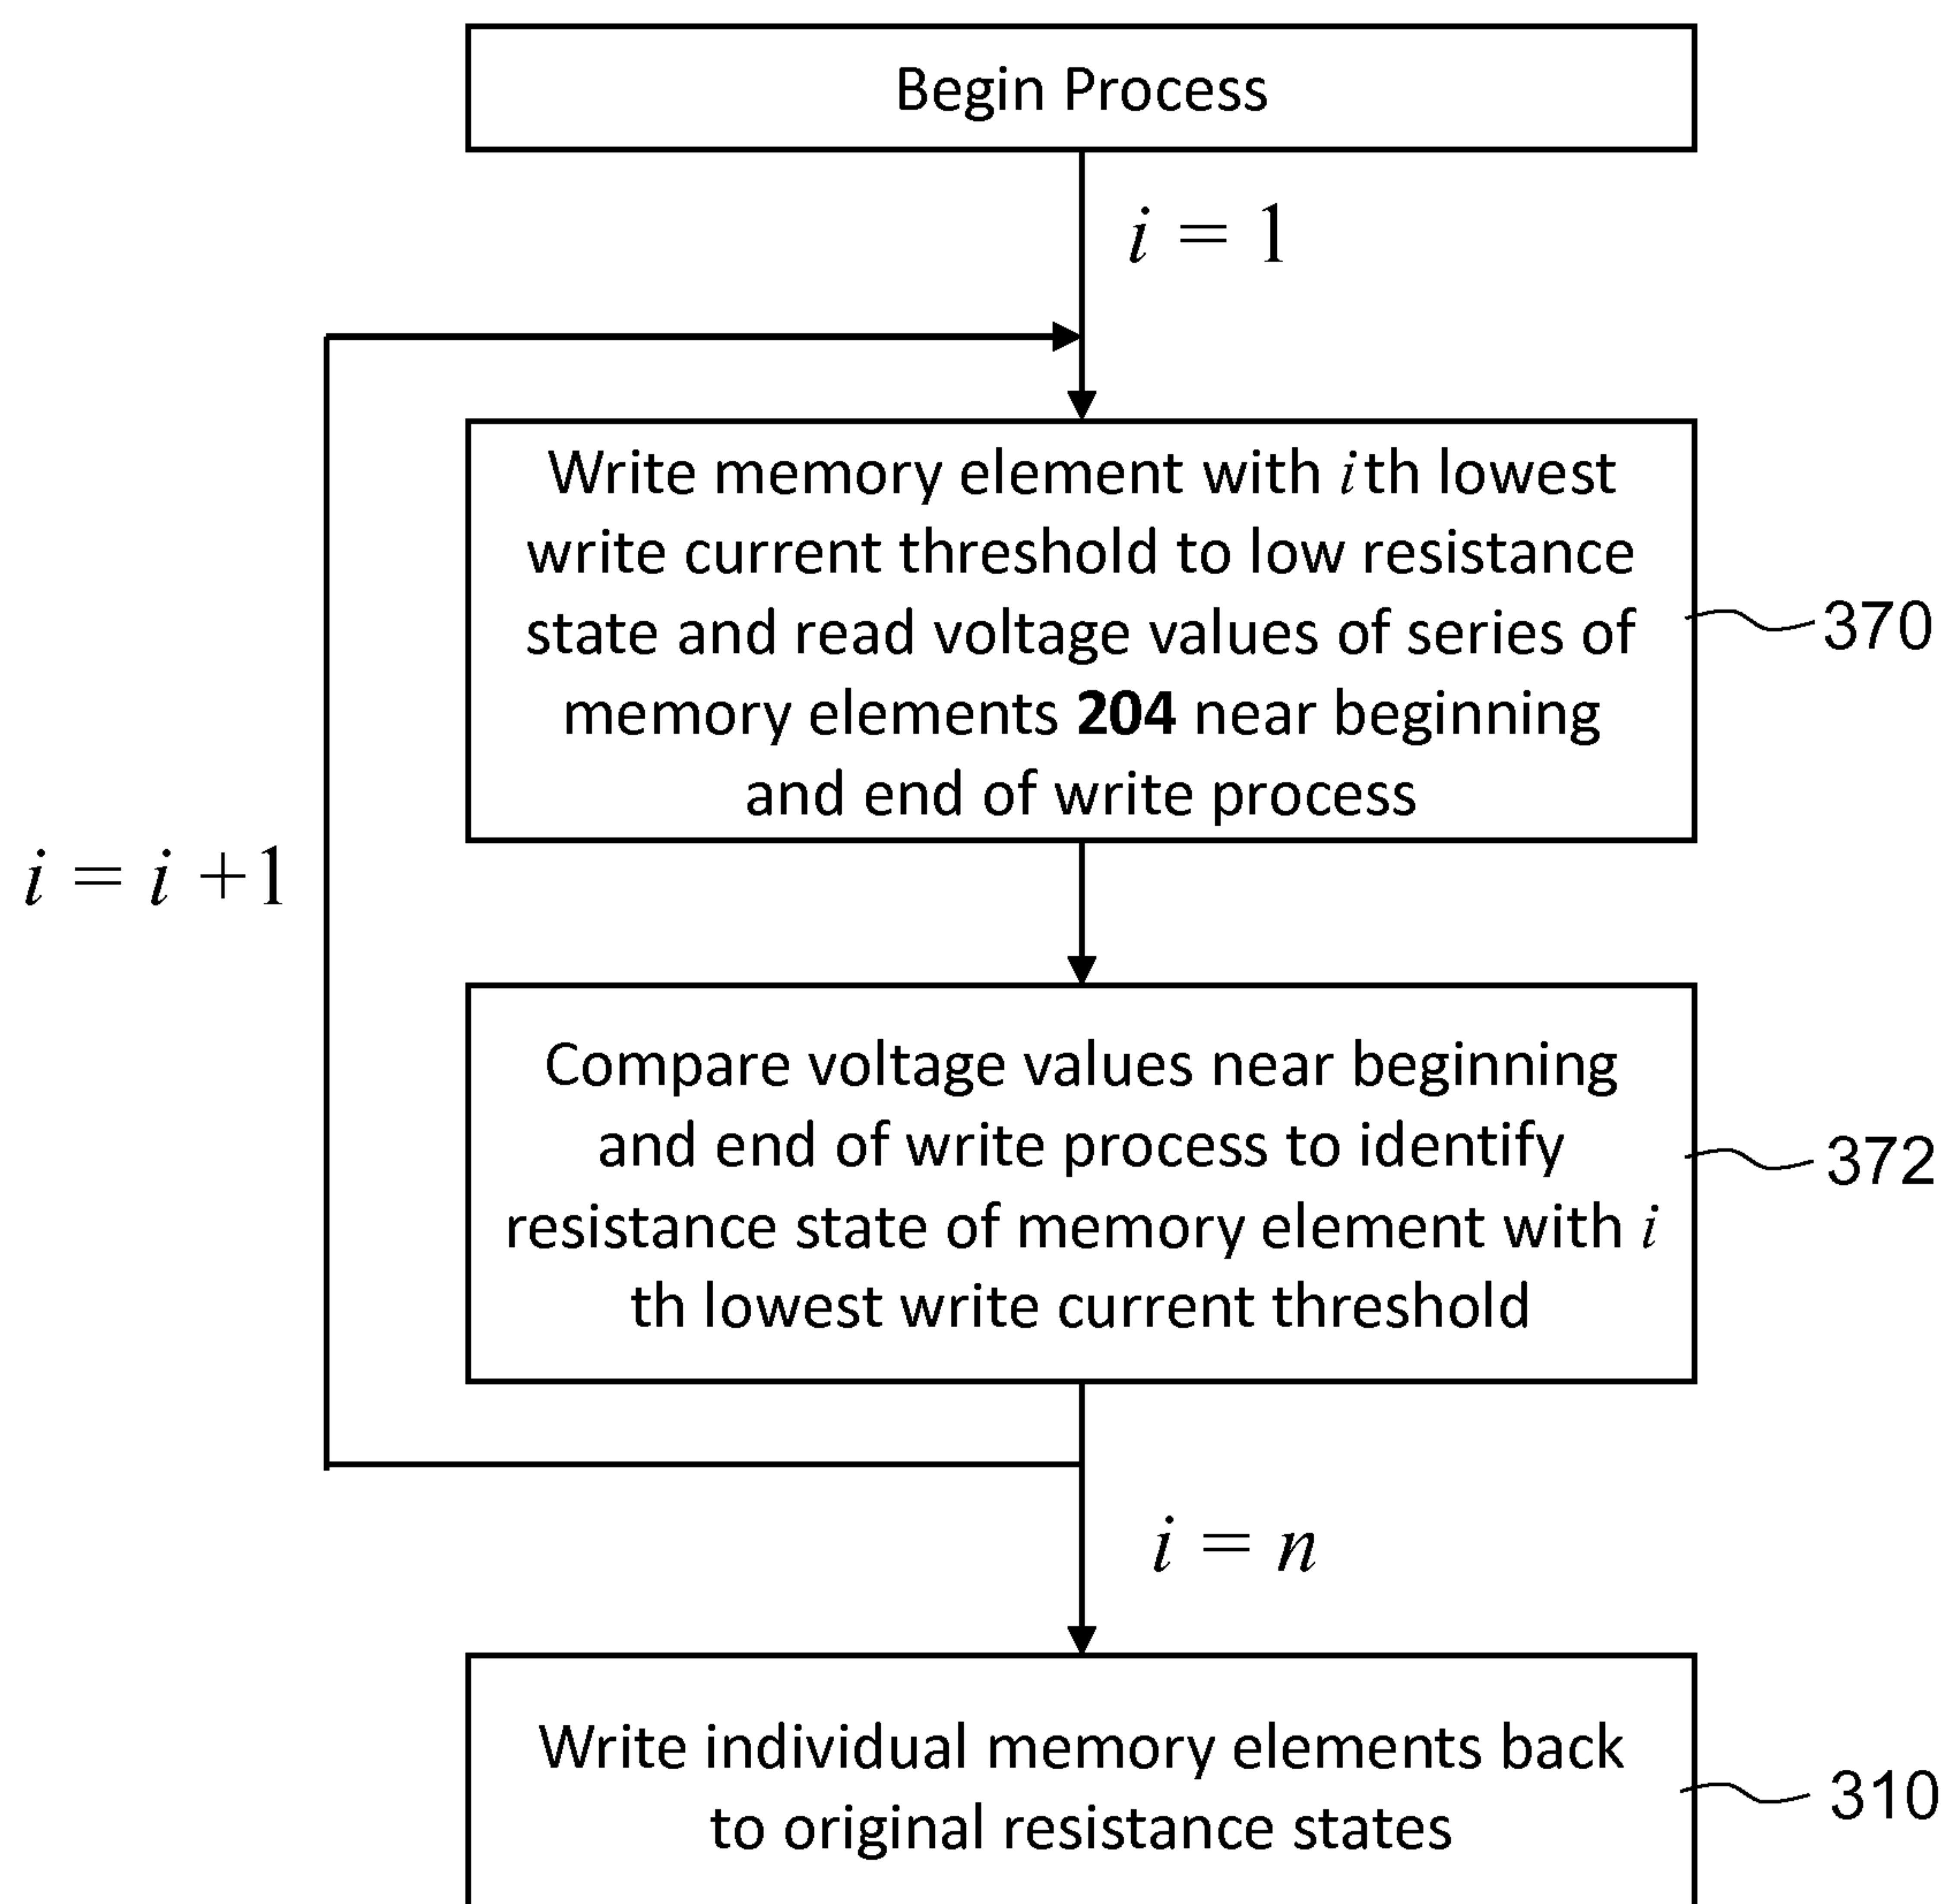 Begin Process
i = 1
Write memory element with i th lowest
write current threshold to low resistance
state and read voltage values of series of
memory elements 204 near beginning
and end of write process
370
i = i +1
Compare voltage values near beginning
and end of write process to identify
resistance state of memory element with i
th lowest write current threshold
372
i = n
Write individual memory elements back
to original resistance states
310